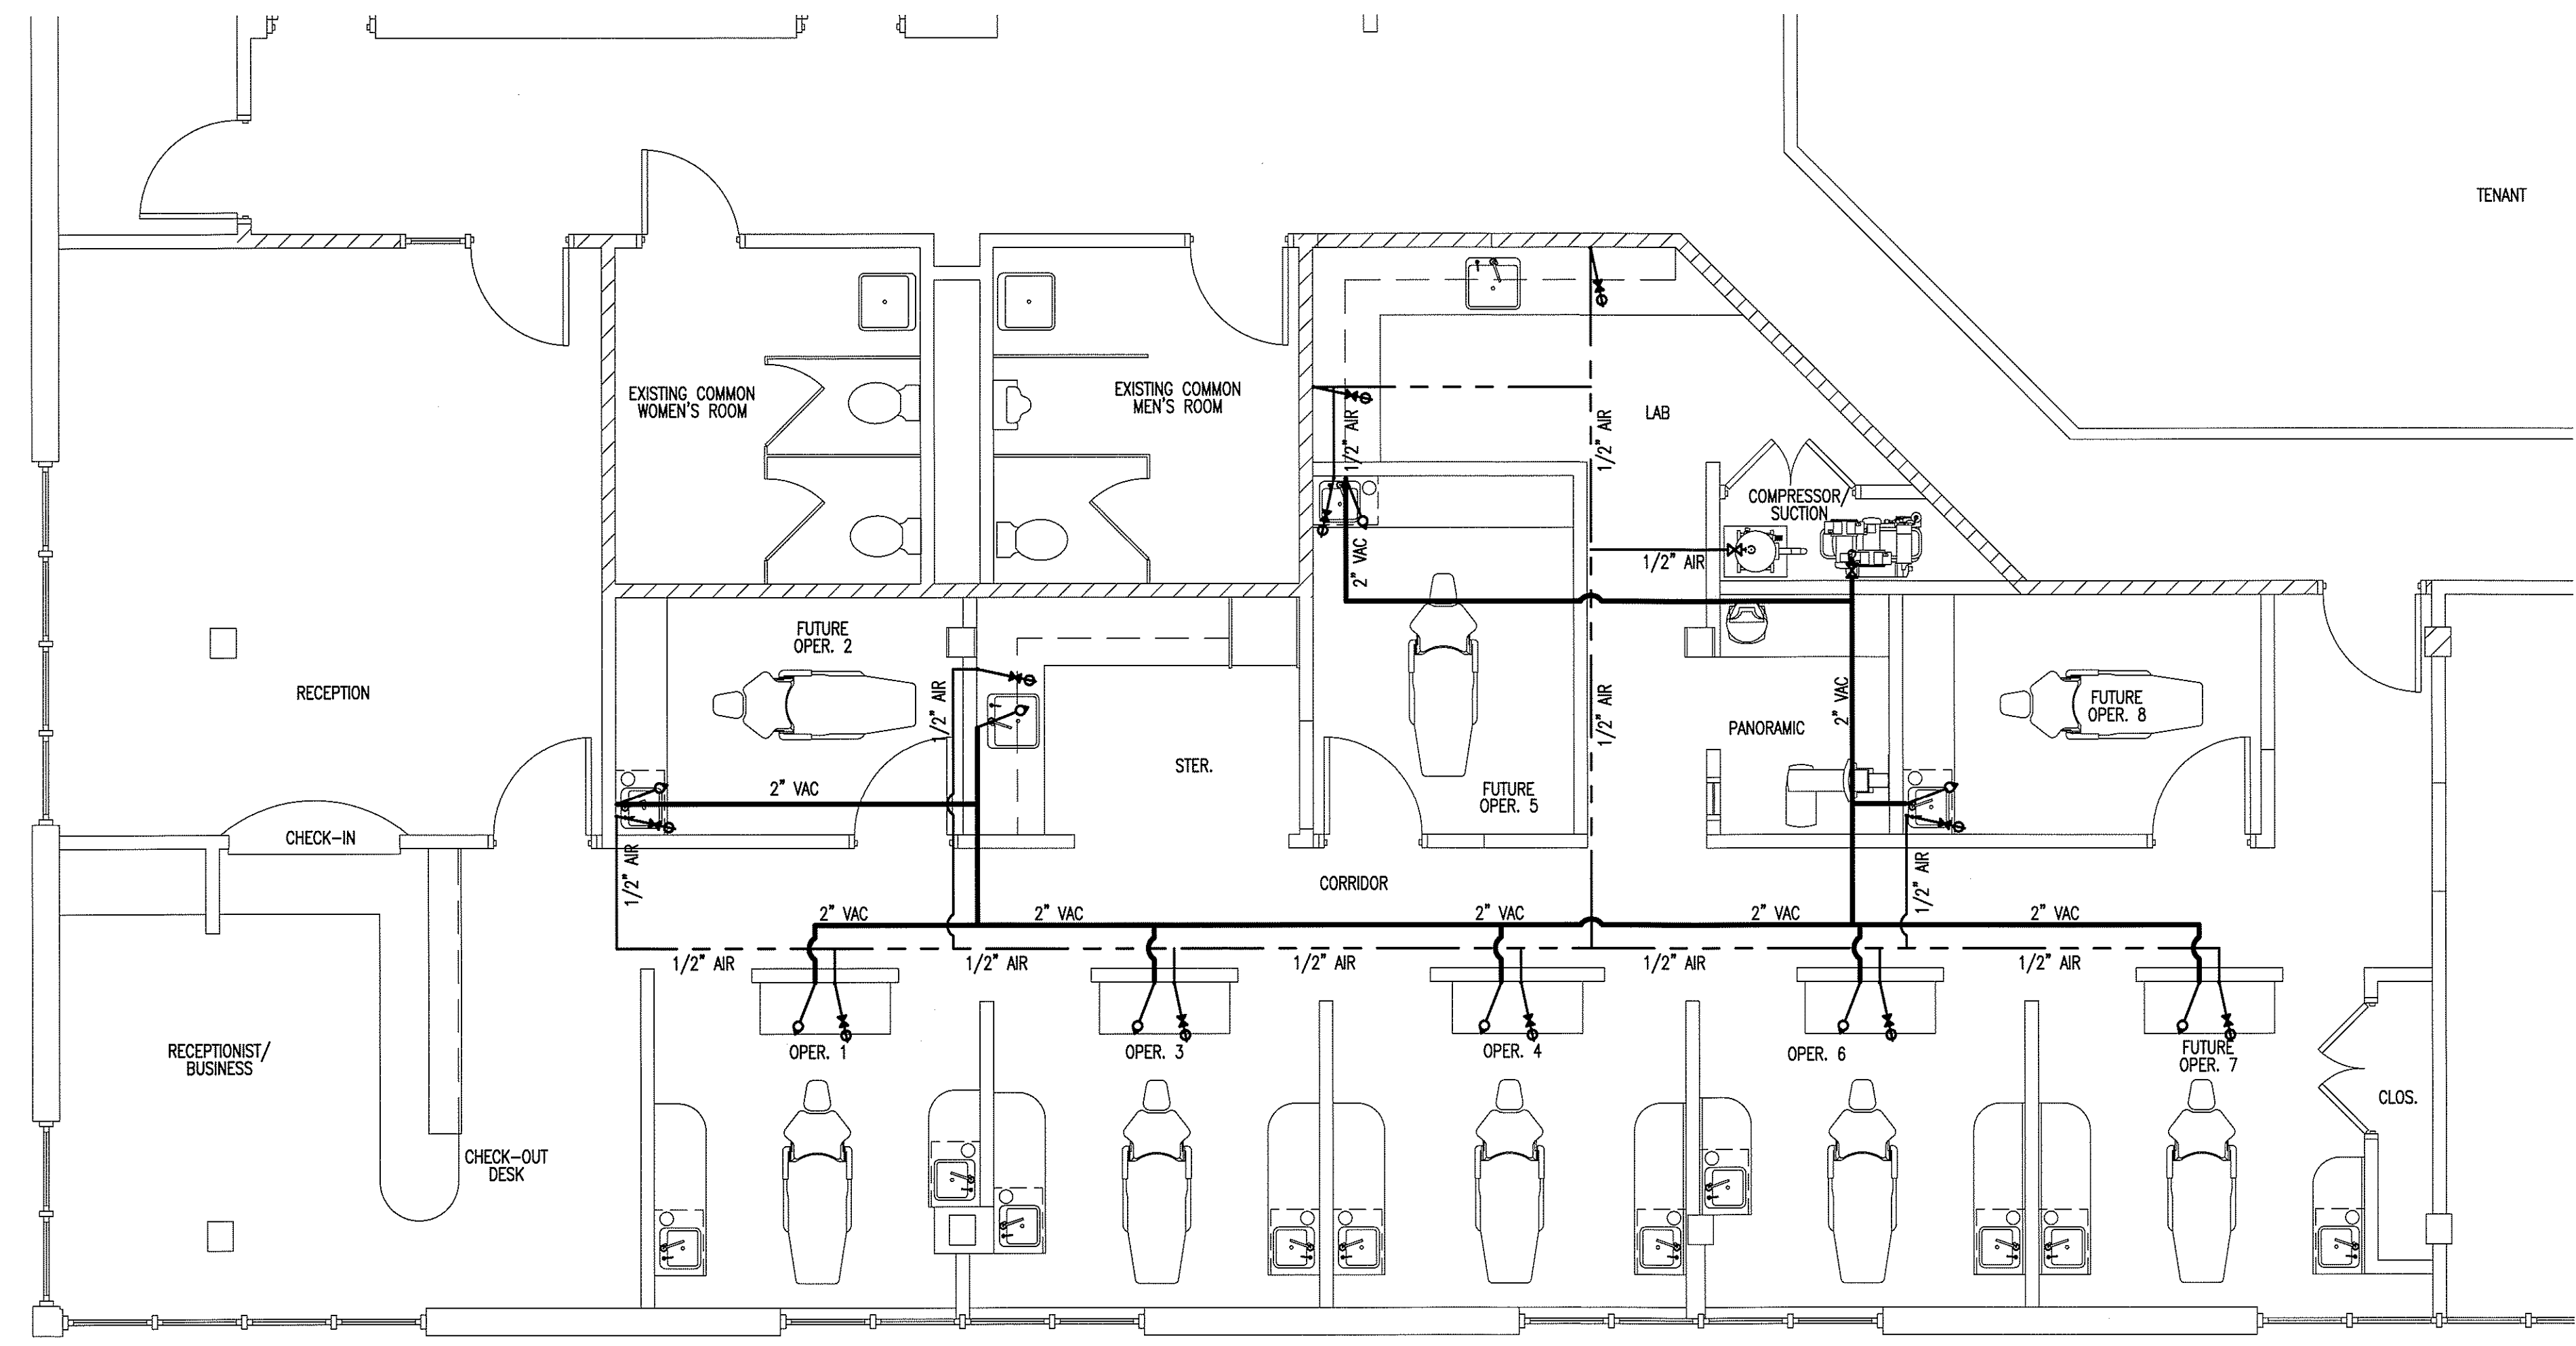 TENANT
EXISTING COMMON
WOMEN'S ROOM
EXISTING COMMON
MEN'S ROOM
1/2" AIR
1/2" AIR
LAB
COMPRESSOR/
SUCTION
1/2" AIR
2" VAC
FUTURE
OPER. 2
RECEPTION
1/2" AIR
1/2" AIR
2" VAC
FUTURE
OPER. 8
PANORAMIC
STER.
2" VAC
FUTURE
OPER. 5
CHECK-IN
1/2" AIR
CORRIDOR
1/2" AIR
2" VAC
2" VAC
2" VAC
2" VAC
2" VAC
1/2" AIR
1/2" AIR
1/2" AIR
1/2" AIR
1/2" AIR
RECEPTIONIST/
BUSINESS
OPER. 1
OPER. 3
OPER. 4
OPER. 6
FUTURE
OPER. 7
CLOS.
CHECK-OUT
DESK